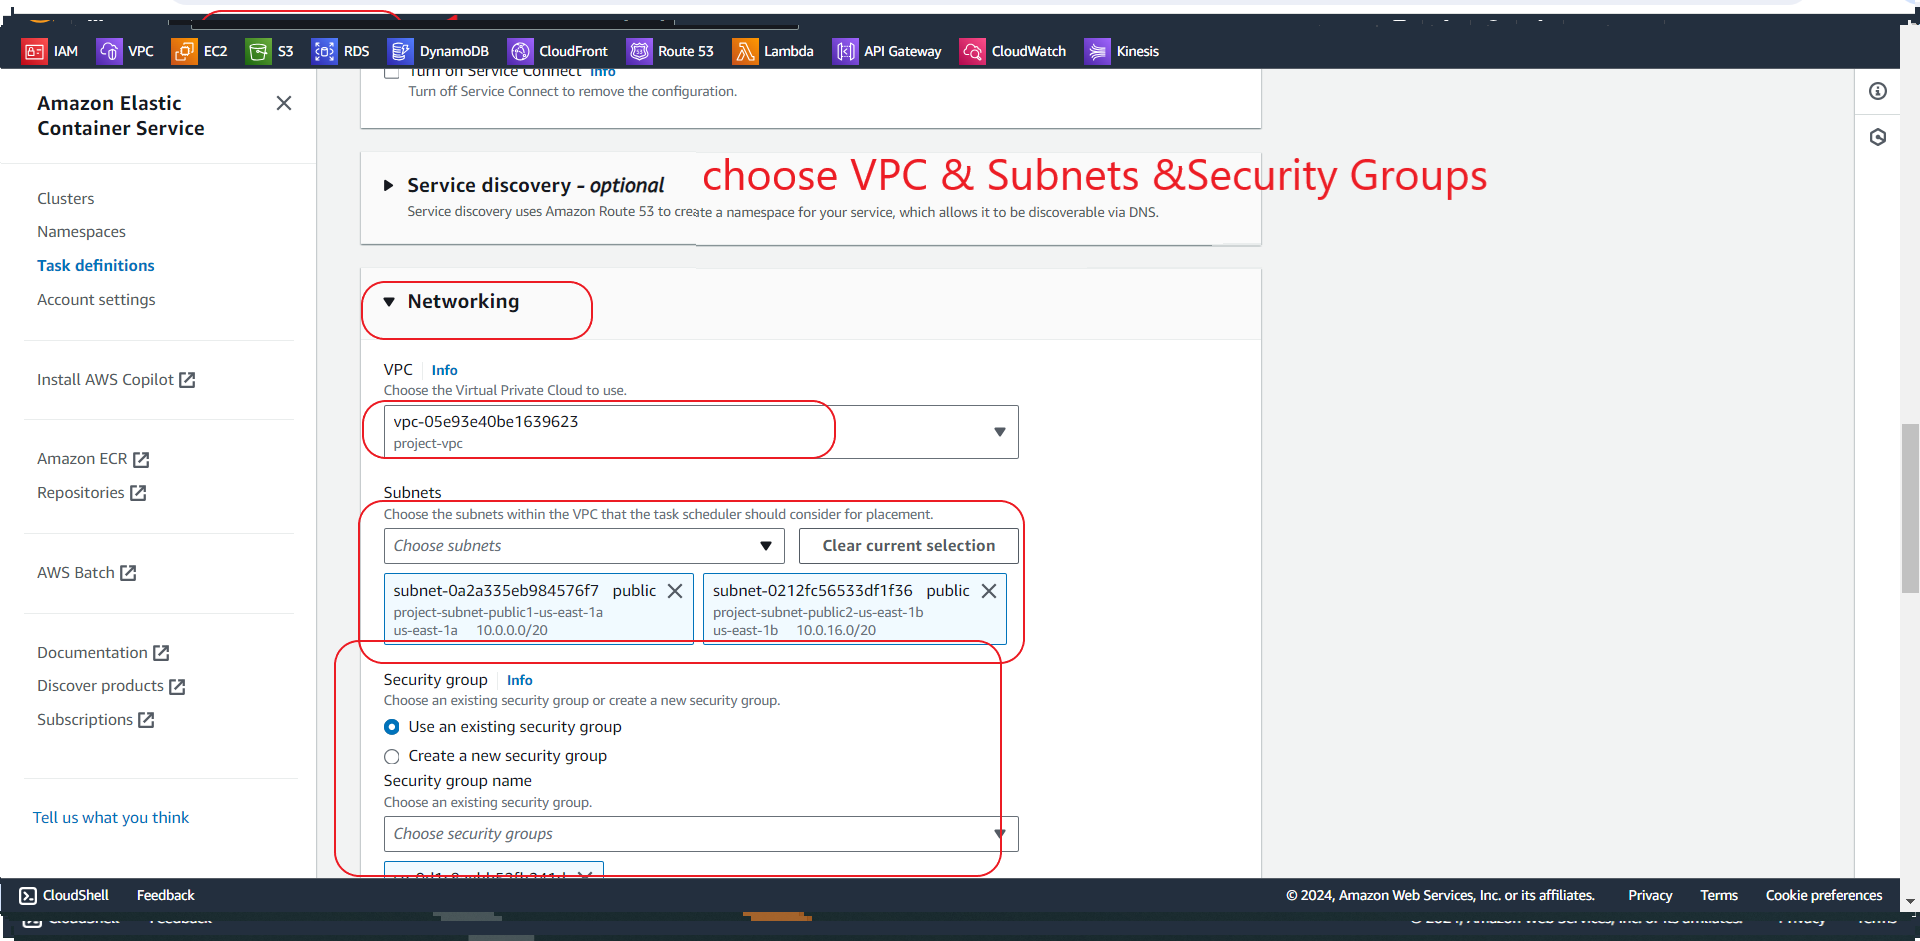 IAM VPC EC2 S3 RDS DynamoDB CloudFront Route 53 Lambda API Gateway CloudWatch Kinesis
Amazon Elastic
Container Service
Clusters
Namespaces
Task definitions
Account settings
Install AWS Copilot
Amazon ECR
Repositories
AWS Batch
Documentation
Discover products
Subscriptions
Tell us what you think
Turn off Service Connect Info
Turn off Service Connect to remove the configuration.
choose VPC & Subnets &Security Groups
Service discovery - optional
Service discovery uses Amazon Route 53 to create a namespace for your service, which allows it to be discoverable via DNS.
Networking
VPC Info
Choose the Virtual Private Cloud to use.
vpc-05e93e40be1639623
project-vpc
Subnets
Choose the subnets within the VPC that the task scheduler should consider for placement.
Choose subnets Clear current selection
subnet-0a2a335eb984576f7 public subnet-0212fc56533df1f36 public
project-subnet-public1-us-east-1a project-subnet-public2-us-east-1b
us-east-1a 10.0.0.0/20 us-east-1b 10.0.16.0/20
Security group Info
Choose an existing security group or create a new security group.
Use an existing security group
Create a new security group
Security group name
Choose an existing security group.
Choose security groups
CloudShell Feedback © 2024, Amazon Web Services, Inc. or its affiliates. Privacy Terms Cookie preferences